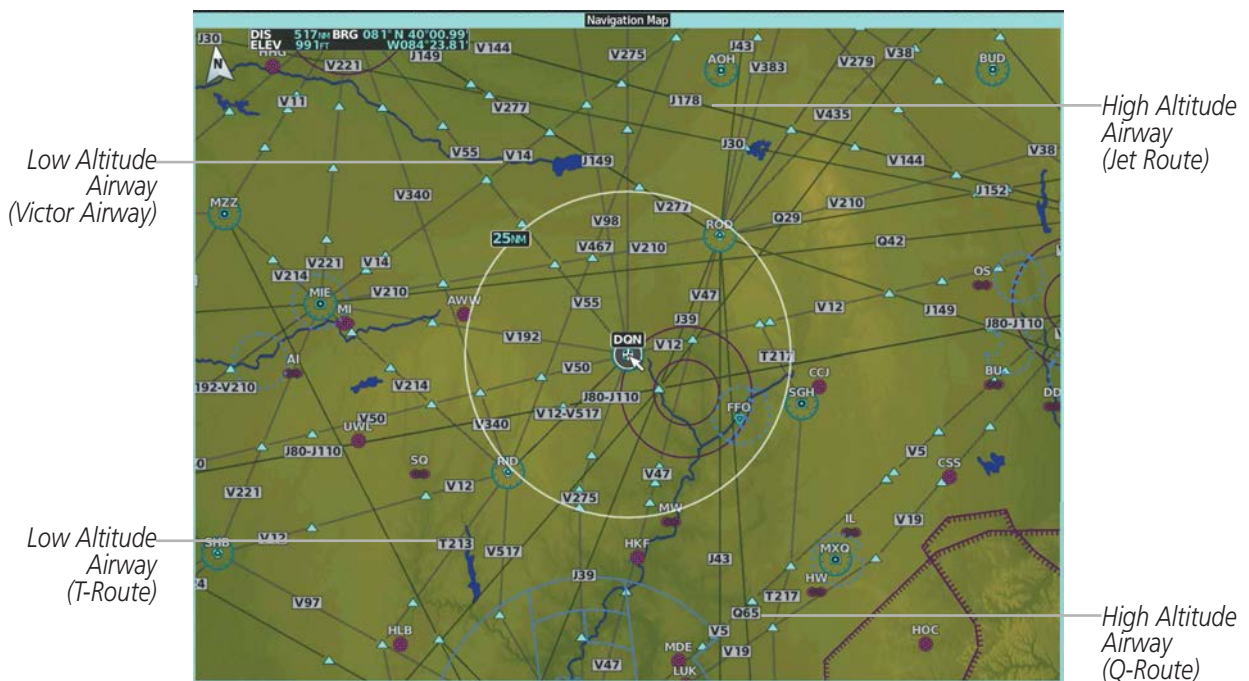 Navigation Map
DIS 517NM BRG 081° N 40°00.99'
ELEV 991FT W084°23.81'
J30
N
V221
J149
V144
V275
J43
V383
V279
V38
BUD
AOH
V11
V277
J178
V435
High Altitude
Airway
(Jet Route)
Low Altitude
Airway
(Victor Airway)
V55
V14
J149
J30
V144
V38
MZZ
V340
V277
J152
V98
ROD
Q29
V210
25NM
V467
V210
Q42
V221
V14
V214
OS
MIE
V210
AWW
V55
V47
V12
MI
J39
J149
V192
DQN
V12
J80-J110
AI
T217
V50
CCJ
BU
192-V210
V214
J80-J110
SGH
DD
V12-V517
FFO
V50
UWL
V340
J80-J110
V5
SQ
RID
CSS
V47
V221
V12
V275
MW
IL
V19
Low Altitude
Airway
(T-Route)
SHB
V12
T213
V517
HKF
J43
MXQ
J39
HW
V97
T217
Q65
High Altitude
Airway
(Q-Route)
HLB
V5
HOC
MDE
V19
V47
LUK